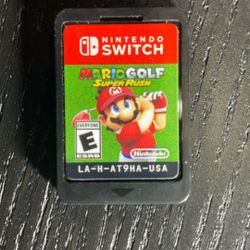 NINTENDO
SWITCH
MARIO GOLF
SUPER RUSH
EVERYONE
E
ESRB
Nintendo
LA-H-AT9HA-USA